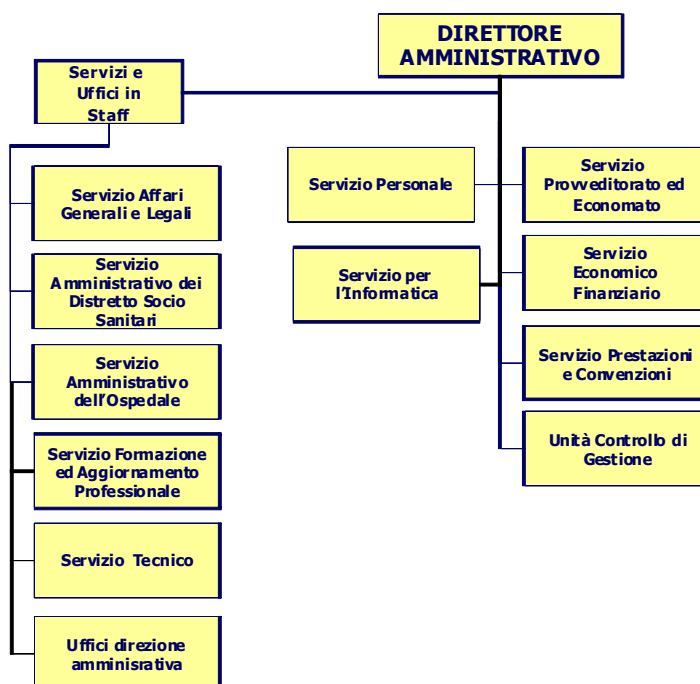 DIRETTORE
AMMINISTRATIVO
Servizi e
Uffici in
Staff
Servizio Affari
Generali e Legali
Servizio
Amministrativo dei
Distretto Socio
Sanitari
Servizio
Amministrativo
dell'Ospedale
Servizio Formazione
ed Aggiornamento
Professionale
Servizio Tecnico
Uffici direzione
amminisrativa
Servizio Personale
Servizio per
l'Informatica
Servizio
Provveditorato ed
Economato
Servizio
Economico
Finanziario
Servizio Prestazioni
e Convenzioni
Unità Controllo di
Gestione